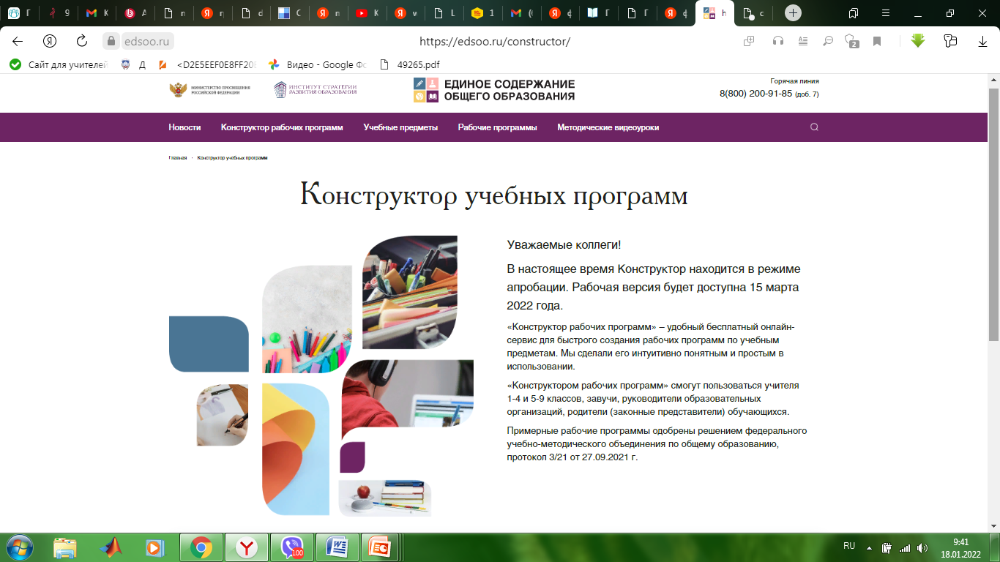 edsoo.ru
https://edsoo.ru/constructor/
2
Сайт для учителей
Д
<D2E5EEF0E8FF20
Видео - Google Фо
49265.pdf
МИНИСТЕРСТВО ПРОСВЕЩЕНИЯ
РОССИЙСКОЙ ФЕДЕРАЦИИ
ИНСТИТУТ СТРАТЕГИИ
РАЗВИТИЯ ОБРАЗОВАНИЯ
ЕДИНОЕ СОДЕРЖАНИЕ
ОБЩЕГО ОБРАЗОВАНИЯ
Горячая линия
8(800) 200-91-85 (доб. 7)
Новости Конструктор рабочих программ Учебные предметы Рабочие программы Методические видеоуроки
Главная · Конструктор учебных программ
Конструктор учебных программ
Уважаемые коллеги!
В настоящее время Конструктор находится в режиме
апробации. Рабочая версия будет доступна 15 марта
2022 года.
«Конструктор рабочих программ» – удобный бесплатный онлайн-
сервис для быстрого создания рабочих программ по учебным
предметам. Мы сделали его интуитивно понятным и простым в
использовании.
«Конструктором рабочих программ» смогут пользоваться учителя
1-4 и 5-9 классов, завучи, руководители образовательных
организаций, родители (законные представители) обучающихся.
Примерные рабочие программы одобрены решением федерального
учебно-методического объединения по общему образованию,
протокол 3/21 от 27.09.2021 г.
100
RU
9:41
18.01.2022